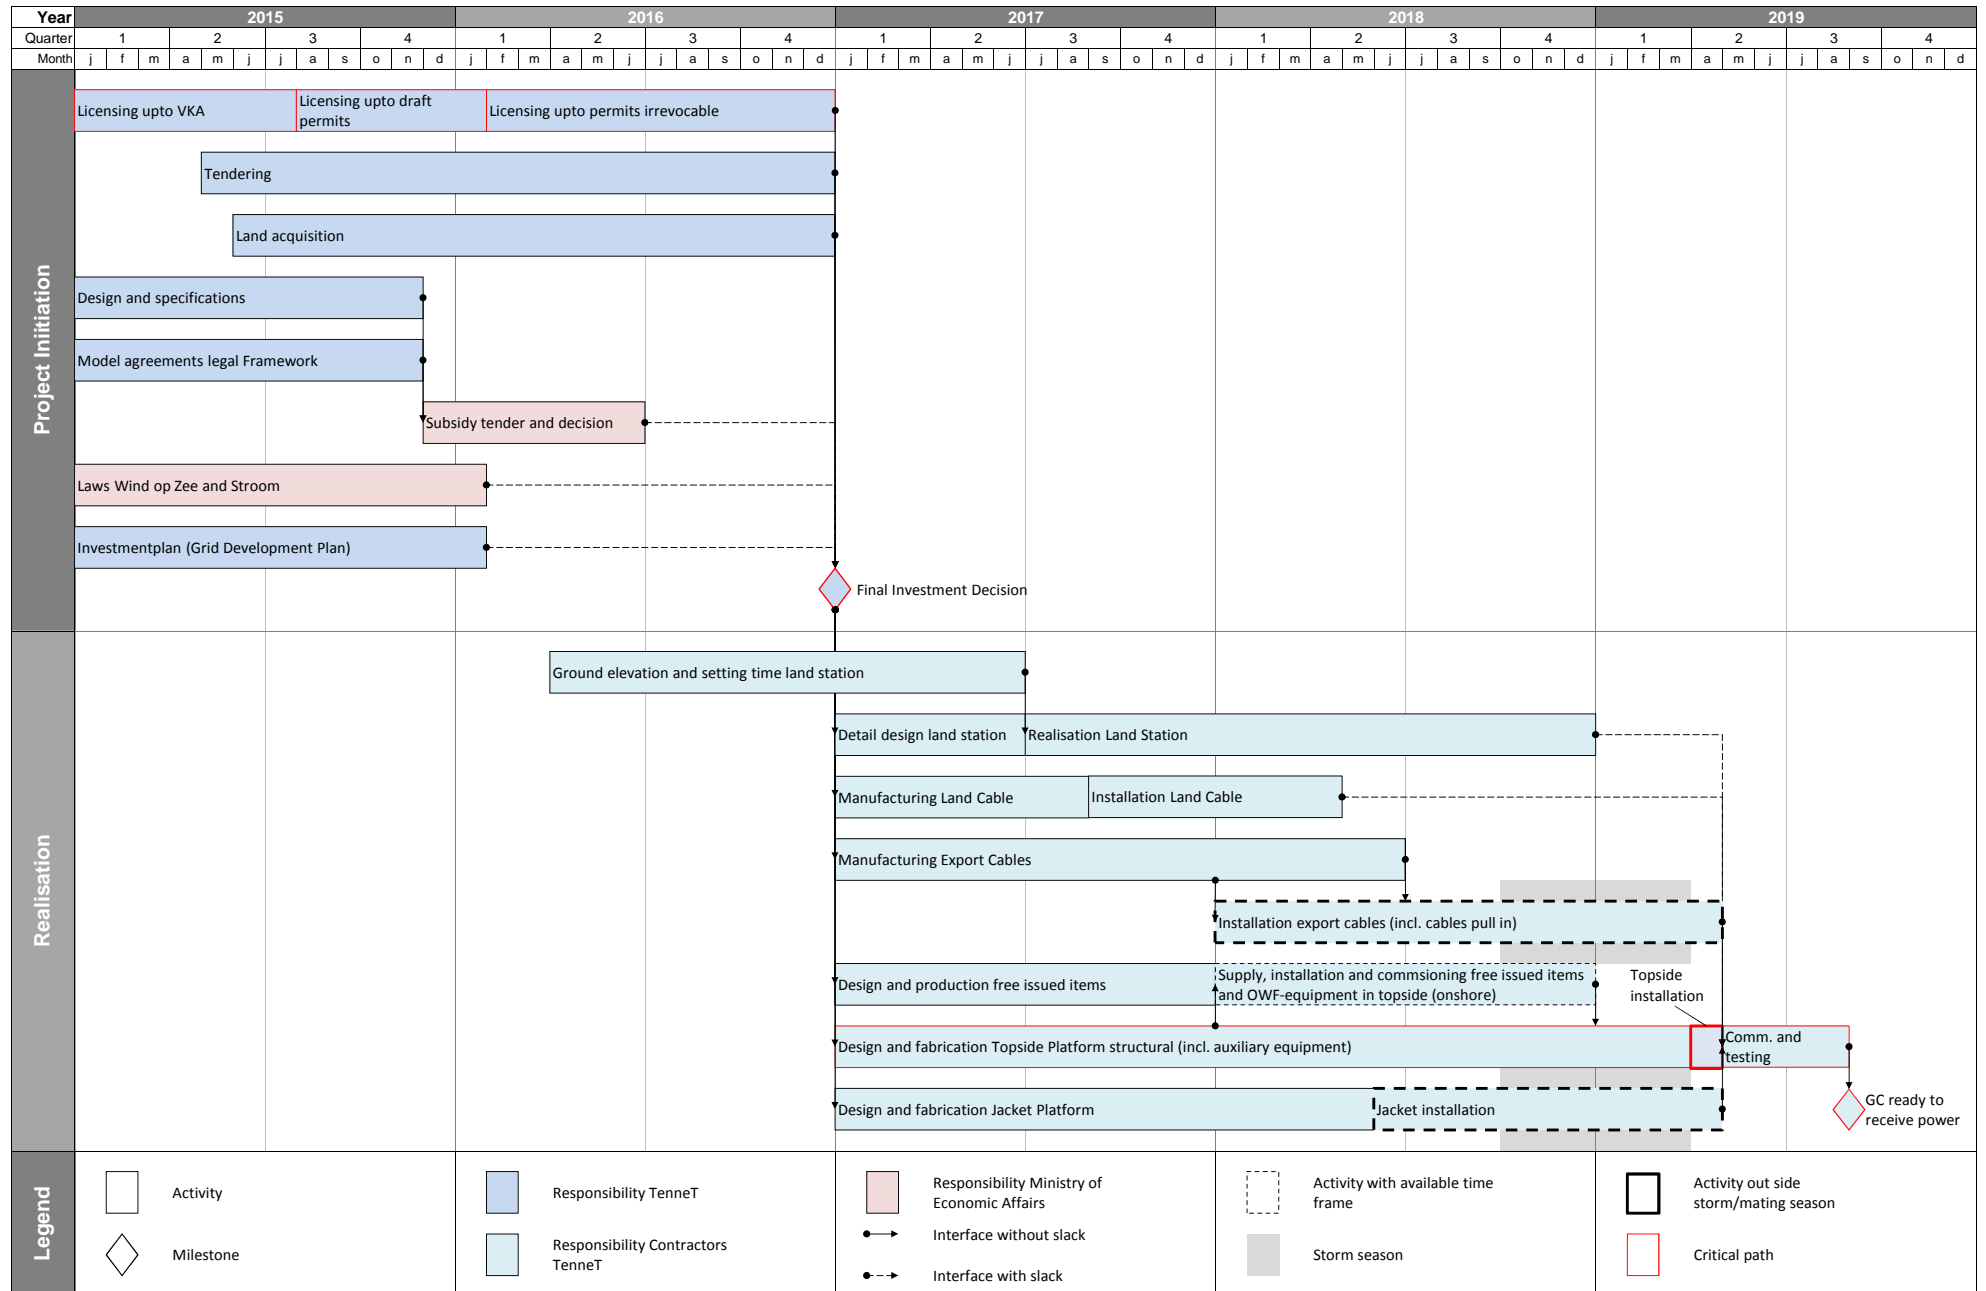 Year 2015 2016 2017 2018 2019
Quarter 1 2 3 4 1 2 3 4 1 2 3 4 1 2 3 4 1 2 3 4
Month j f m a m j j a s o n d j f m a m j j a s o n d j f m a m j j a s o n d j f m a m j j a s o n d j f m a m j j a s o n d
Project Iniitiation
Licensing upto VKA
Licensing upto draft
permits
Licensing upto permits irrevocable
Tendering
Land acquisition
Design and specifications
Model agreements legal Framework
Subsidy tender and decision
Laws Wind op Zee and Stroom
Investmentplan (Grid Development Plan)
Final Investment Decision
Realisation
Ground elevation and setting time land station
Detail design land station
Realisation Land Station
Manufacturing Land Cable
Installation Land Cable
Manufacturing Export Cables
Installation export cables (incl. cables pull in)
Design and production free issued items
Supply, installation and commsioning free issued items
and OWF-equipment in topside (onshore)
Topside
installation
Design and fabrication Topside Platform structural (incl. auxiliary equipment)
Comm. and
testing
Design and fabrication Jacket Platform
Jacket installation
GC ready to
receive power
Legend
Activity
Milestone
Responsibility TenneT
Responsibility Contractors
TenneT
Responsibility Ministry of
Economic Affairs
Interface without slack
Interface with slack
Activity with available time
frame
Storm season
Activity out side
storm/mating season
Critical path